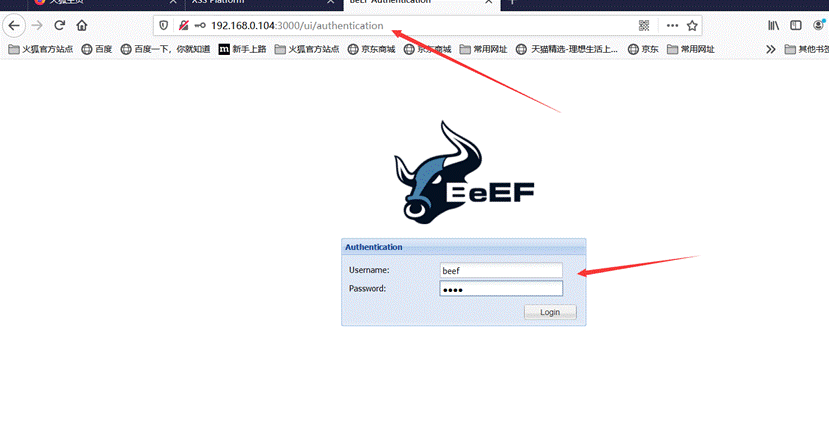 XSS Platform
BeEF Authentication
192.168.0.104:3000/ui/authentication
火狐官方站点 百度 百度一下，你就知道 新手上路 火狐官方站点 京东商城 京东商城 常用网址 天猫精选-理想生活上... 京东 常用网址 其他书签
BeEF
Authentication
Username: beef
Password: ••••
Login